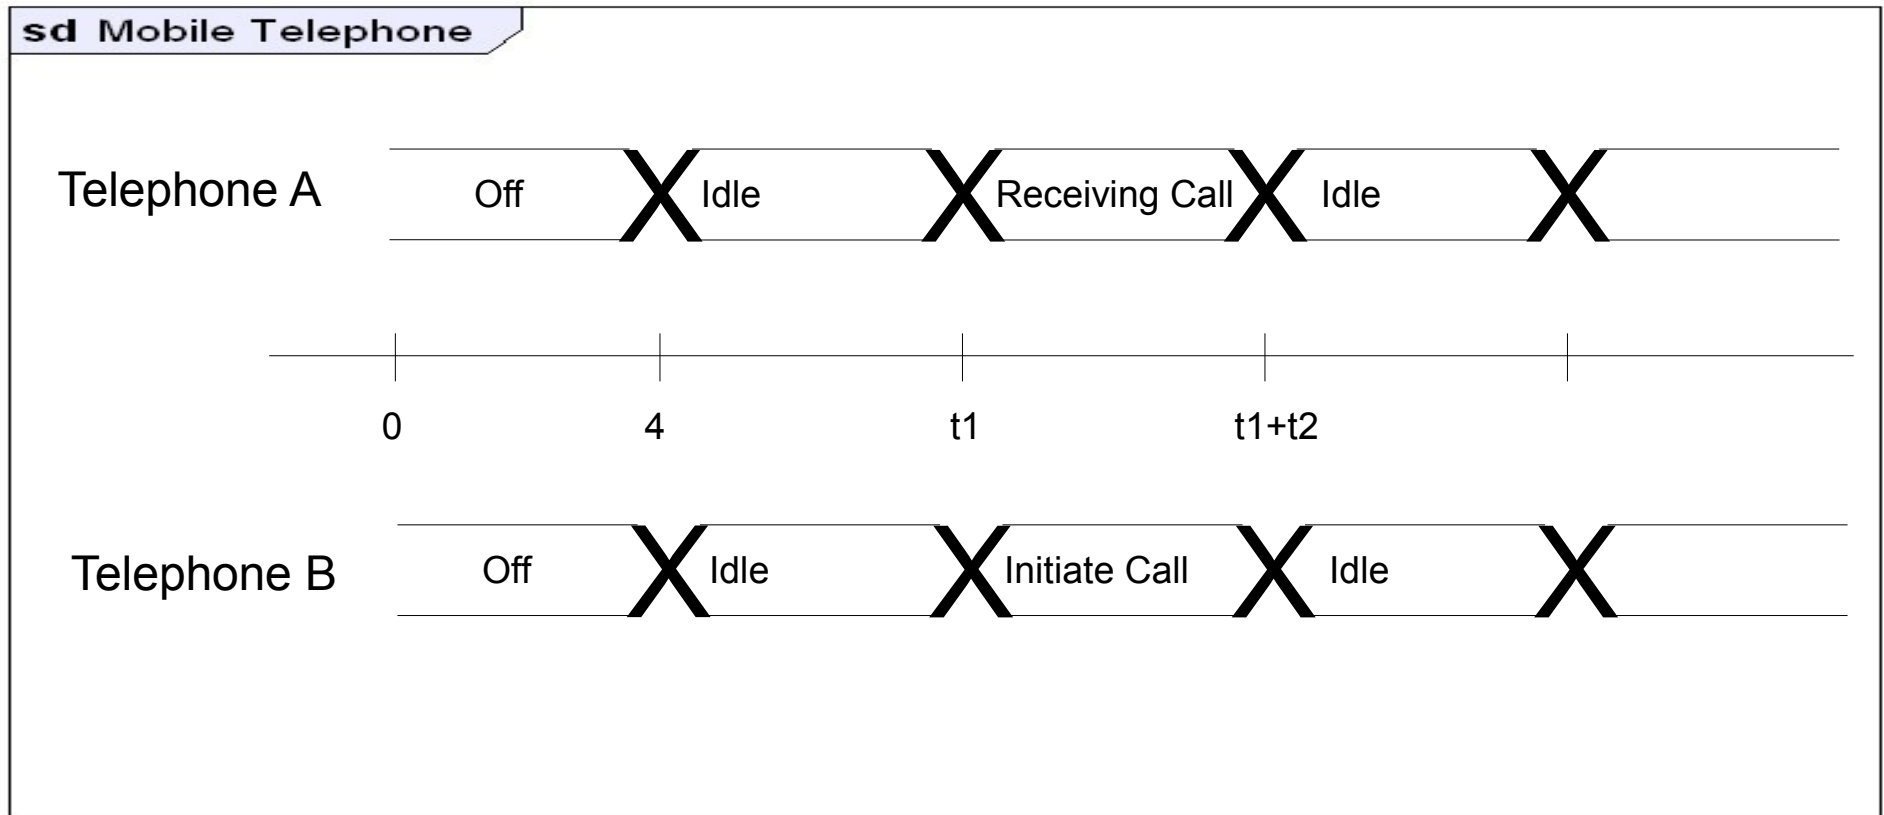 sd Mobile Telephone
Telephone A
Off
Idle
Receiving Call
Idle
0
4
t1
t1+t2
Telephone B
Off
Idle
Initiate Call
Idle